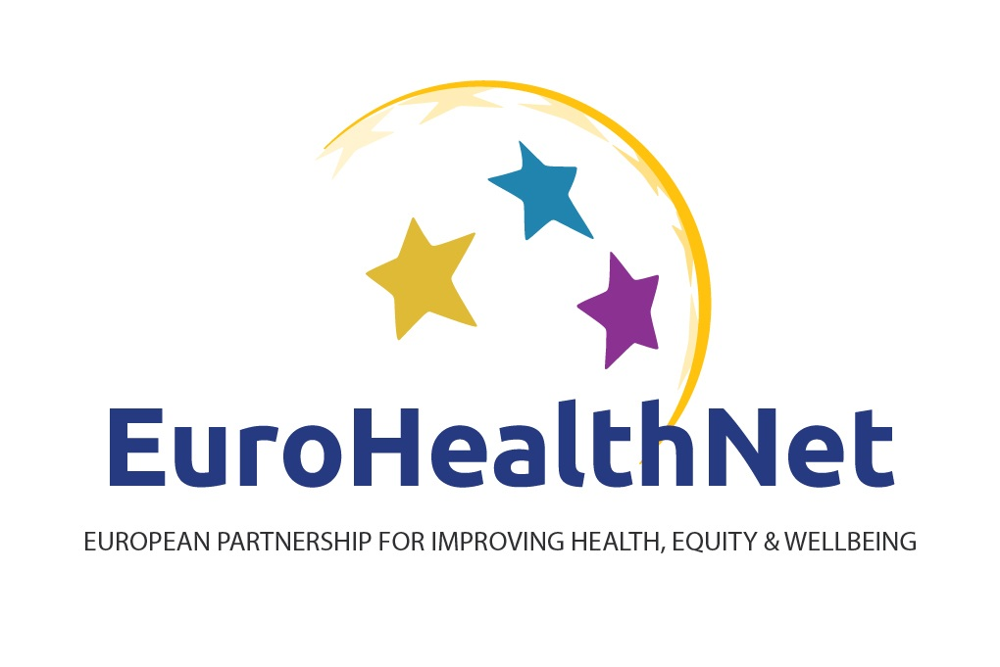 EuroHealthNet
EUROPEAN PARTNERSHIP FOR IMPROVING HEALTH, EQUITY & WELLBEING